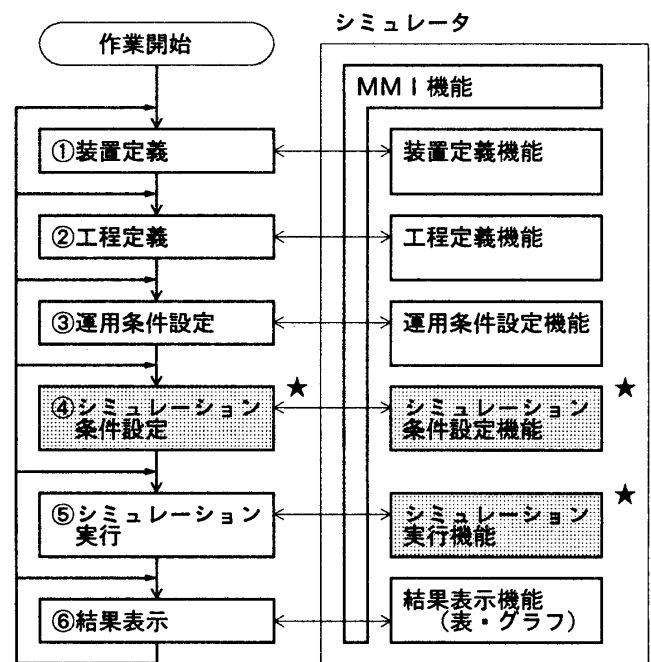 シミュレータ
作業開始
MMI機能
①装置定義
装置定義機能
②工程定義
工程定義機能
③運用条件設定
運用条件設定機能
★
★
④シミュレーション
条件設定
シミュレーション
条件設定機能
★
⑤シミュレーション
実行
シミュレーション
実行機能
⑥結果表示
結果表示機能
(表・グラフ)